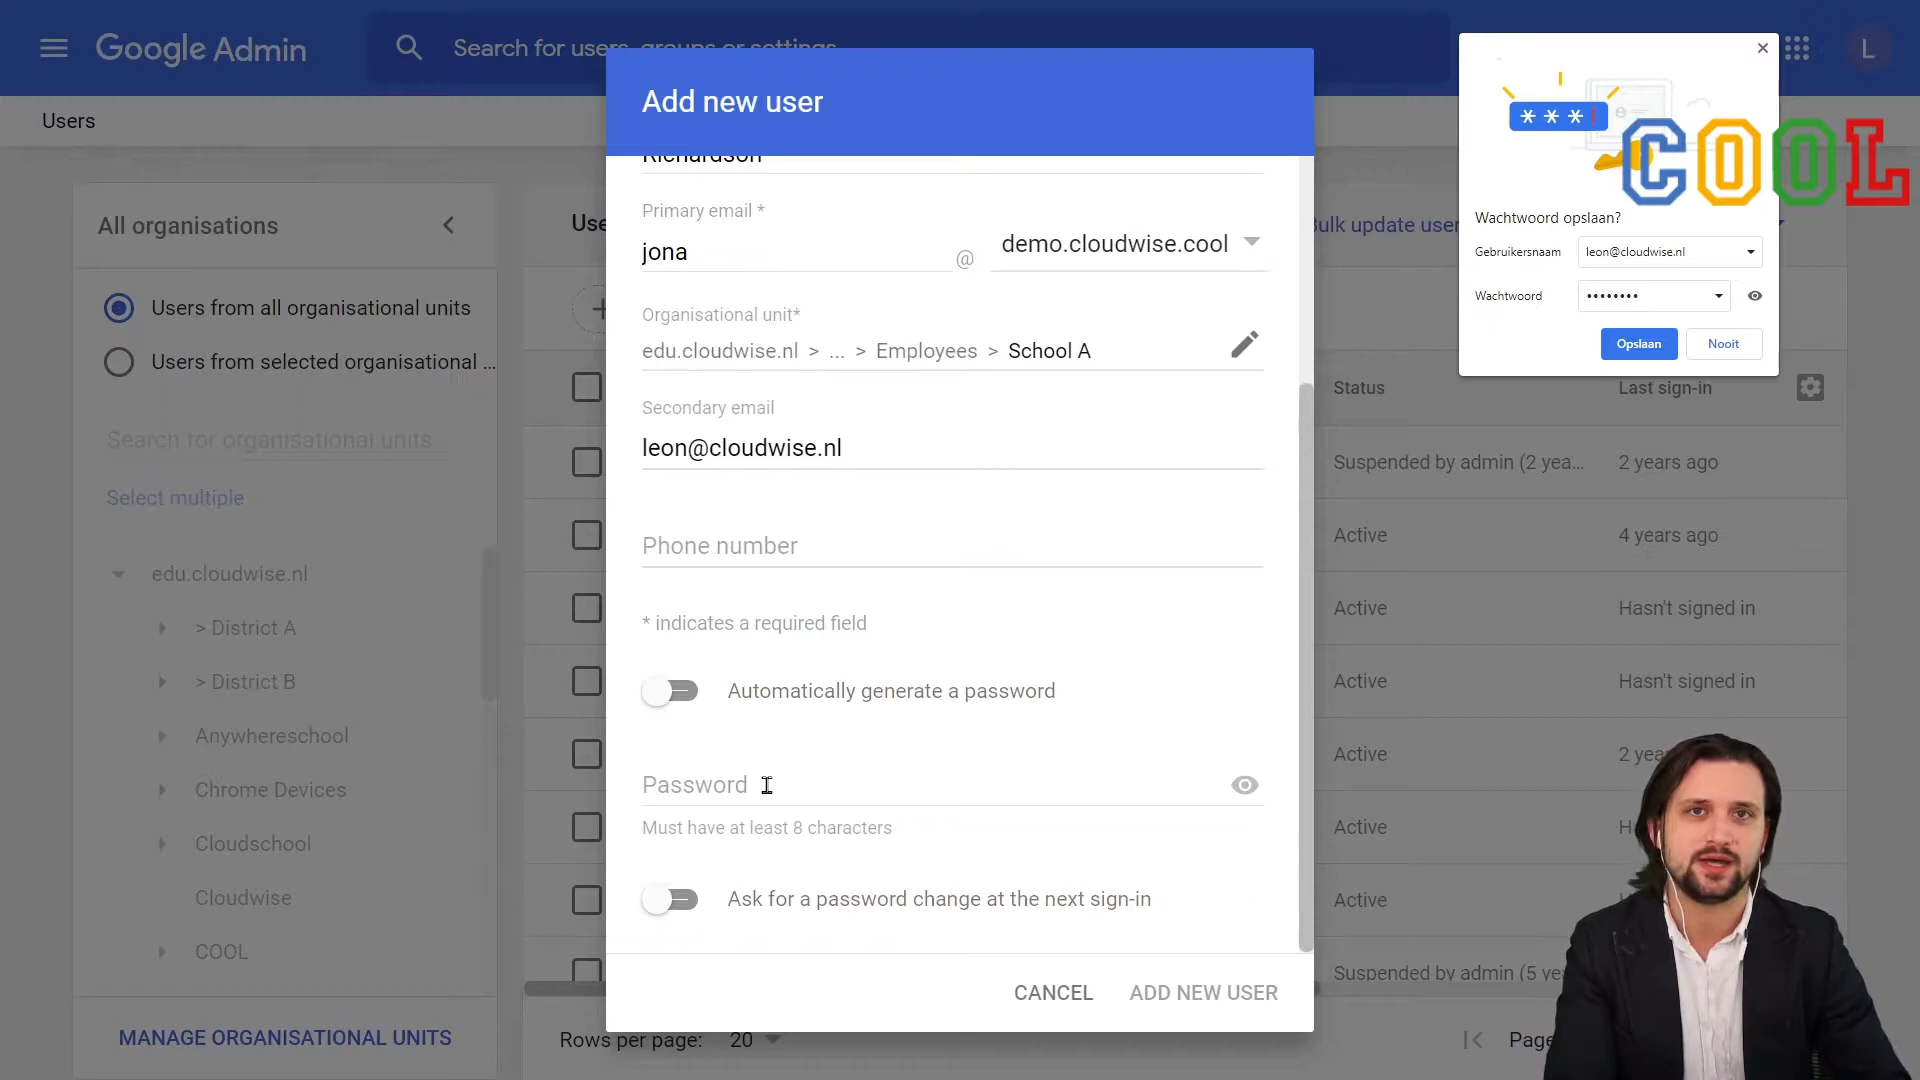 Google Admin
Search for users, groups or settings
Users
L
Add new user
Richardson
Primary email *
jona
@
demo.cloudwise.cool
Organisational unit*
edu.cloudwise.nl > ... > Employees > School A
Secondary email
leon@cloudwise.nl
Phone number
* indicates a required field
Automatically generate a password
Password
Must have at least 8 characters
Ask for a password change at the next sign-in
CANCEL
ADD NEW USER
All organisations
Users from all organisational units
Users from selected organisational ...
Search for organisational units
Select multiple
edu.cloudwise.nl
> District A
> District B
Anywhereschool
Chrome Devices
Cloudschool
Cloudwise
COOL
MANAGE ORGANISATIONAL UNITS
***
COOL
Wachtwoord opslaan?
Gebruikersnaam
leon@cloudwise.nl
Wachtwoord
••••••••
Opslaan
Nooit
Status
Last sign-in
Suspended by admin (2 yea...
2 years ago
Active
4 years ago
Active
Hasn't signed in
Active
Hasn't signed in
Active
Active
Active
Suspended by admin (5
Rows per page: 20